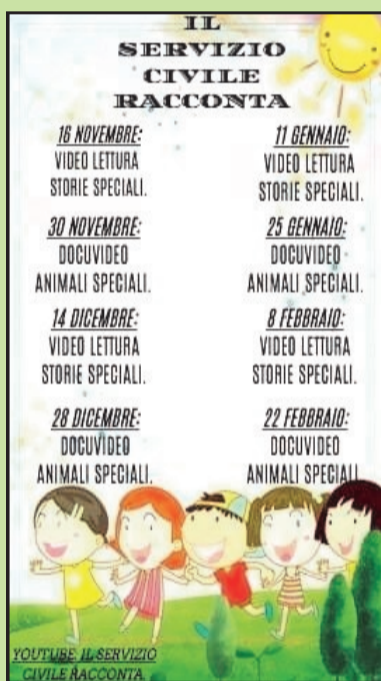 IL
SERVIZIO
CIVILE
RACCONTA
16 NOVEMBRE:
VIDEO LETTURA
STORIE SPECIALI.
30 NOVEMBRE:
DOCUVIDEO
ANIMALI SPECIALI.
14 DICEMBRE:
VIDEO LETTURA
STORIE SPECIALI.
28 DICEMBRE:
DOCUVIDEO
ANIMALI SPECIALI.
11 GENNAIO:
VIDEO LETTURA
STORIE SPECIALI.
25 GENNAIO:
DOCUVIDEO
ANIMALI SPECIALI.
8 FEBBRAIO:
VIDEO LETTURA
STORIE SPECIALI.
22 FEBBRAIO:
DOCUVIDEO
ANIMALI SPECIALI.
YOUTUBE: IL SERVIZIO
CIVILE RACCONTA.